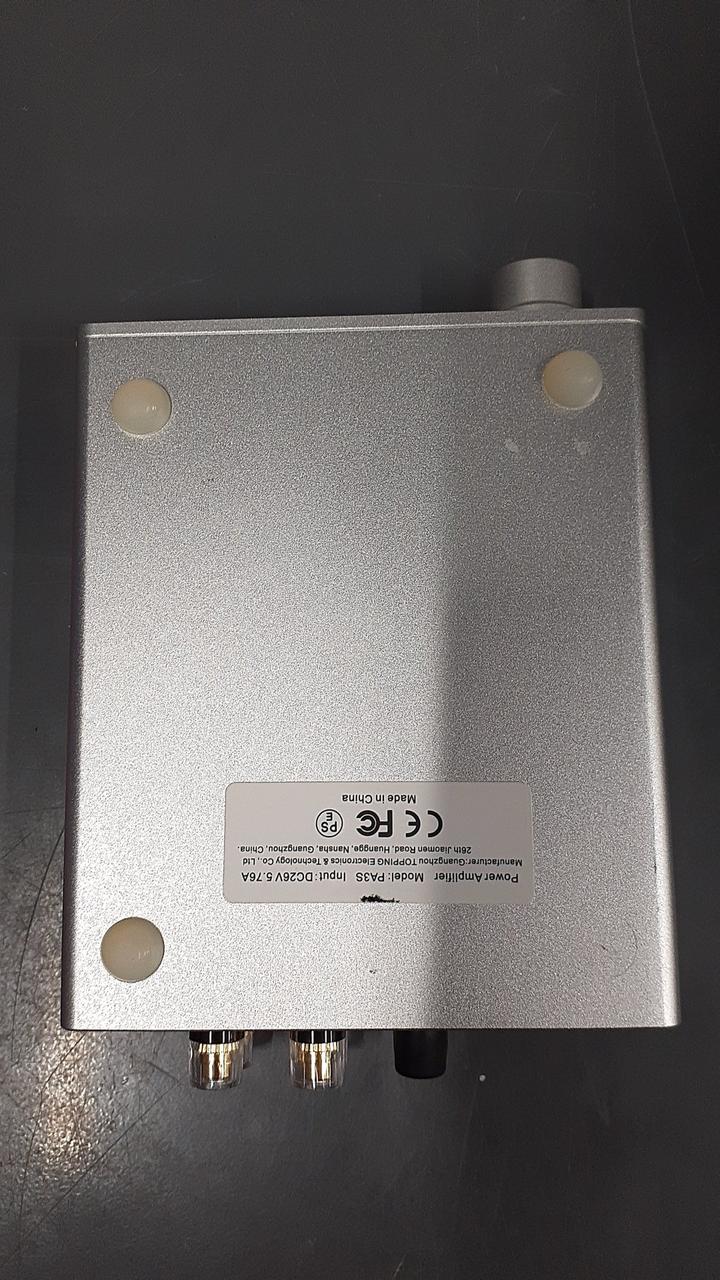 Power Amplifier Model: PA3S Input: DC26V 5.76A
Manufacturer:Guangzhou TOPPING Electronics & Technology Co., Ltd
26th Jiaomen Road, Huangge, Nansha, Guangzhou, China.
CE FC PS E
Made in China